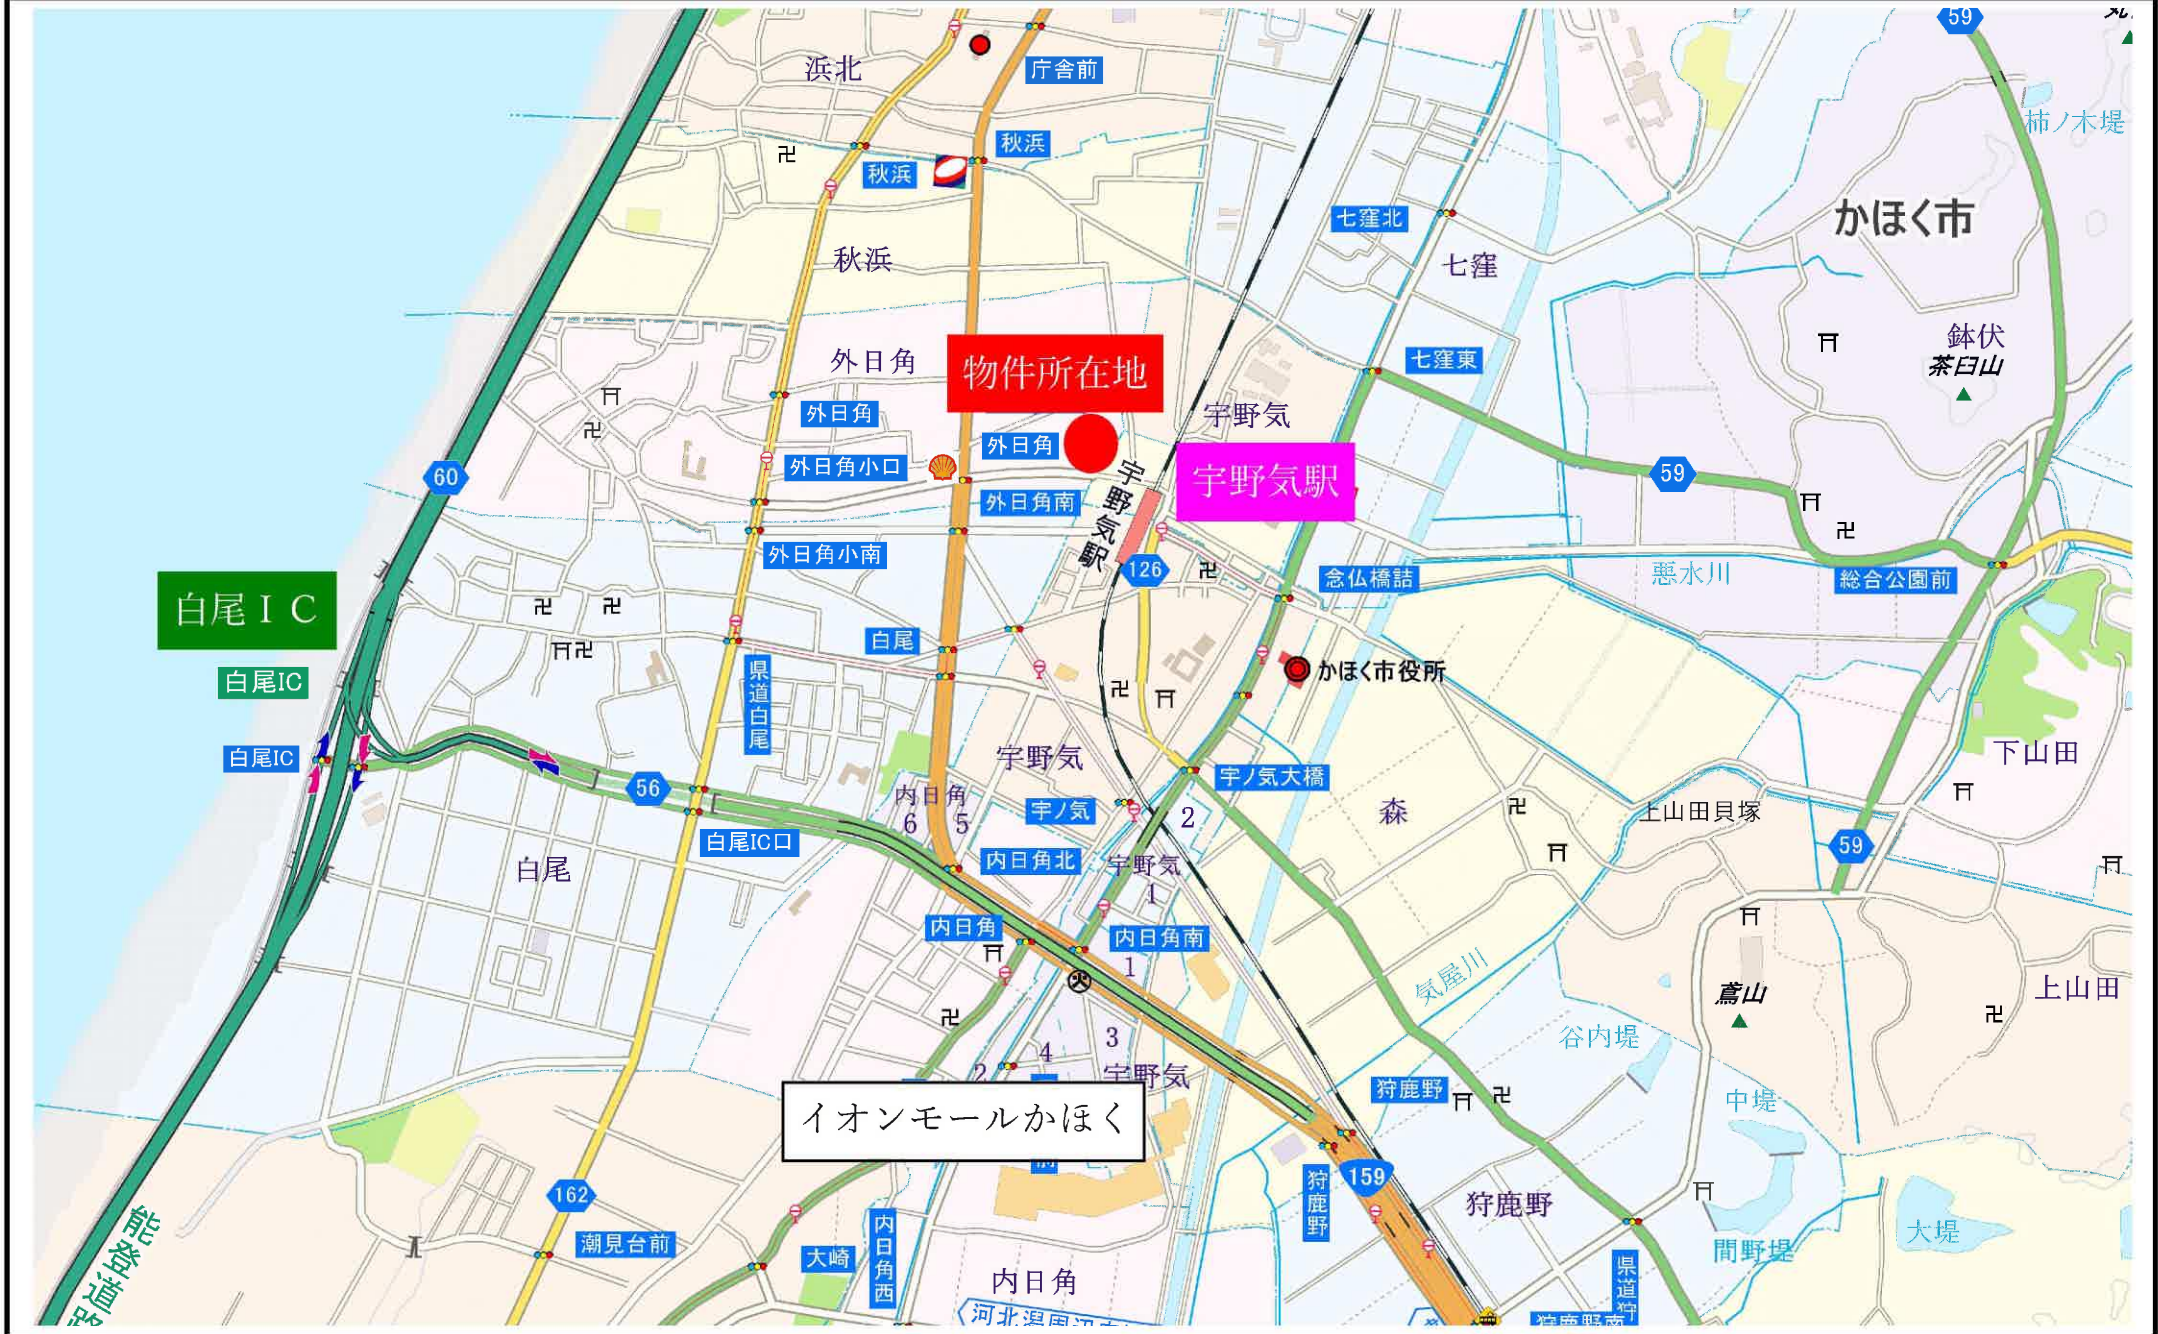 59
浜北
庁舎前
秋浜
秋浜
柿ノ木堤
七窪北
かほく市
秋浜
七窪
鉢伏
茶臼山
外日角
物件所在地
七窪東
外日角
宇野気
外日角
外日角小口
宇野気駅
宇野気駅
60
59
外日角南
外日角小南
126
念仏橋詰
悪水川
総合公園前
白尾ＩＣ
白尾
かほく市役所
白尾IC
県道白尾
白尾IC
宇野気
宇ノ気大橋
下山田
56
内日角
6
5
宇ノ気
2
森
上山田貝塚
白尾IC口
白尾
内日角北
宇野気
1
59
内日角
内日角南
1
気屋川
鳶山
上山田
3
4
谷内堤
2
宇野気
狩鹿野
中堤
イオンモールかほく
159
狩鹿野
狩鹿野
162
潮見台前
大崎
内日角西
間野堤
大堤
能登道路
内日角
県道狩
狩鹿野南